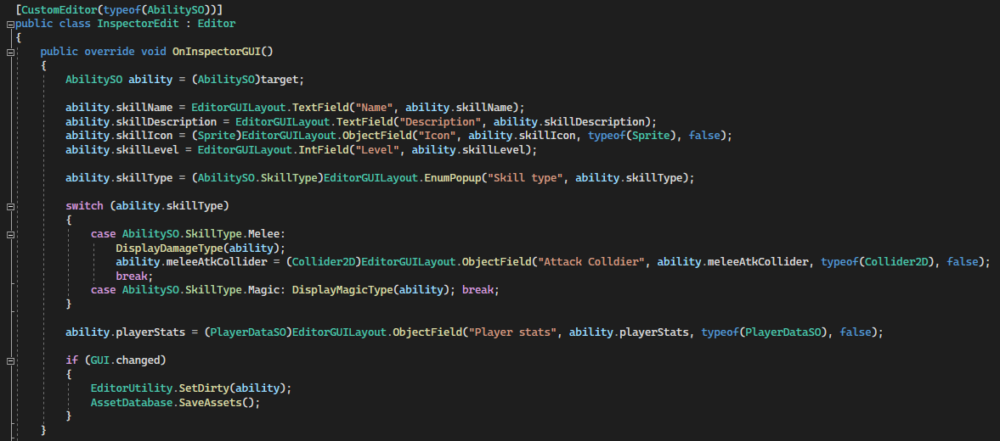 [CustomEditor(typeof(AbilitySO))]
public class InspectorEdit : Editor
{
public override void OnInspectorGUI()
{
AbilitySO ability = (AbilitySO)target;
ability.skillName = EditorGUILayout.TextField("Name", ability.skillName);
ability.skillDescription = EditorGUILayout.TextField("Description", ability.skillDescription);
ability.skillIcon = (Sprite)EditorGUILayout.ObjectField("Icon", ability.skillIcon, typeof(Sprite), false);
ability.skillLevel = EditorGUILayout.IntField("Level", ability.skillLevel);
ability.skillType = (AbilitySO.SkillType)EditorGUILayout.EnumPopup("Skill type", ability.skillType);
switch (ability.skillType)
{
case AbilitySO.SkillType.Melee:
DisplayDamageType(ability);
ability.meleeAtkCollider = (Collider2D)EditorGUILayout.ObjectField("Attack Colldier", ability.meleeAtkCollider, typeof(Collider2D), false);
break;
case AbilitySO.SkillType.Magic: DisplayMagicType(ability); break;
}
ability.playerStats = (PlayerDataSO)EditorGUILayout.ObjectField("Player stats", ability.playerStats, typeof(PlayerDataSO), false);
if (GUI.changed)
{
EditorUtility.SetDirty(ability);
AssetDatabase.SaveAssets();
}
}